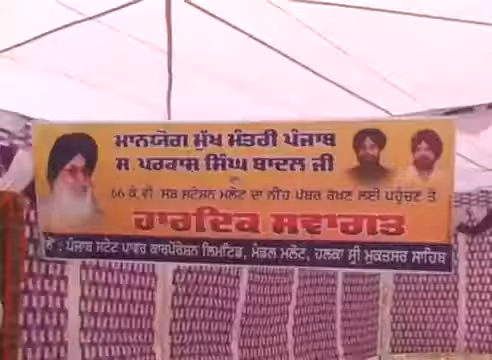 ਮਾਨਯੋਗ ਮੁੱਖ ਮੰਤਰੀ ਪੰਜਾਬ
ਸ. ਪਰਕਾਸ਼ ਸਿੰਘ ਬਾਦਲ ਜੀ
ਦਾ
66 ਕੇ.ਵੀ. ਸਬ ਸਟੇਸ਼ਨ ਮਲੋਟ ਦਾ ਨੀਂਹ ਪੱਥਰ ਰੱਖਣ ਲਈ ਪਹੁੰਚਣ ਤੇ
ਹਾਰਦਿਕ ਸਵਾਗਤ
ਵੱਲੋਂ : ਪੰਜਾਬ ਸਟੇਟ ਪਾਵਰ ਕਾਰਪੋਰੇਸ਼ਨ ਲਿਮਟਿਡ, ਮੰਡਲ ਮਲੋਟ, ਹਲਕਾ ਸ੍ਰੀ ਮੁਕਤਸਰ ਸਾਹਿਬ